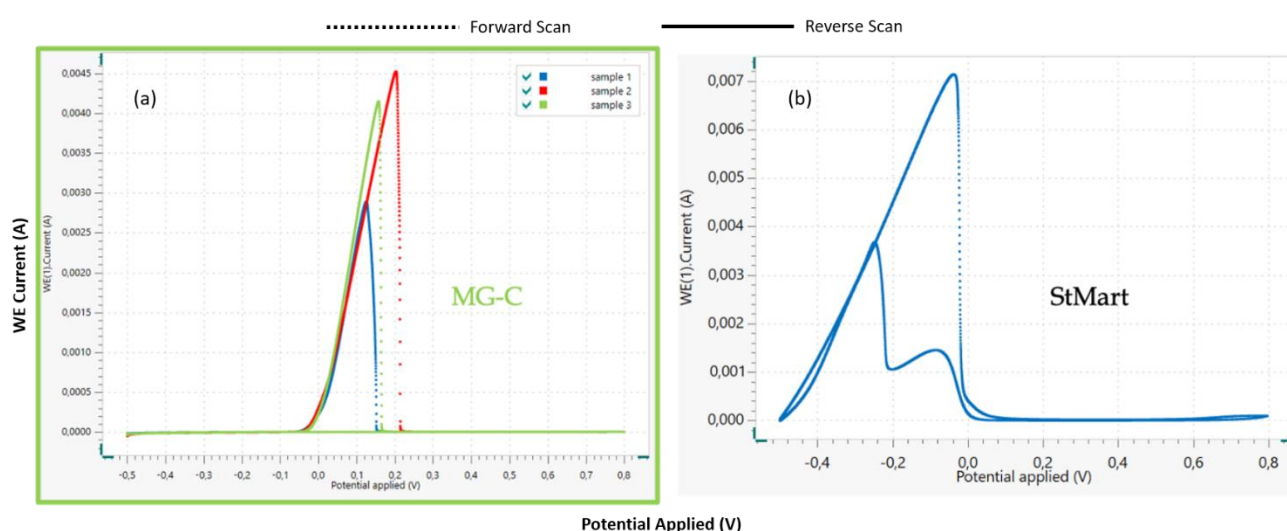 Forward Scan
Reverse Scan
(a)
sample 1
sample 2
sample 3
MG-C
0,0045
0,0040
0,0035
0,0030
0,0025
0,0020
0,0015
0,0010
0,0005
0,0000
WE(1).Current (A)
-0,5 -0,4 -0,3 -0,2 -0,1 0,0 0,1 0,2 0,3 0,4 0,5 0,6 0,7 0,8
Potential applied (V)
(b)
StMart
0,007
0,006
0,005
0,004
0,003
0,002
0,001
0,000
WE(1).Current (A)
-0,4 -0,2 0,0 0,2 0,4 0,6 0,8
Potential applied (V)
WE Current (A)
Potential Applied (V)